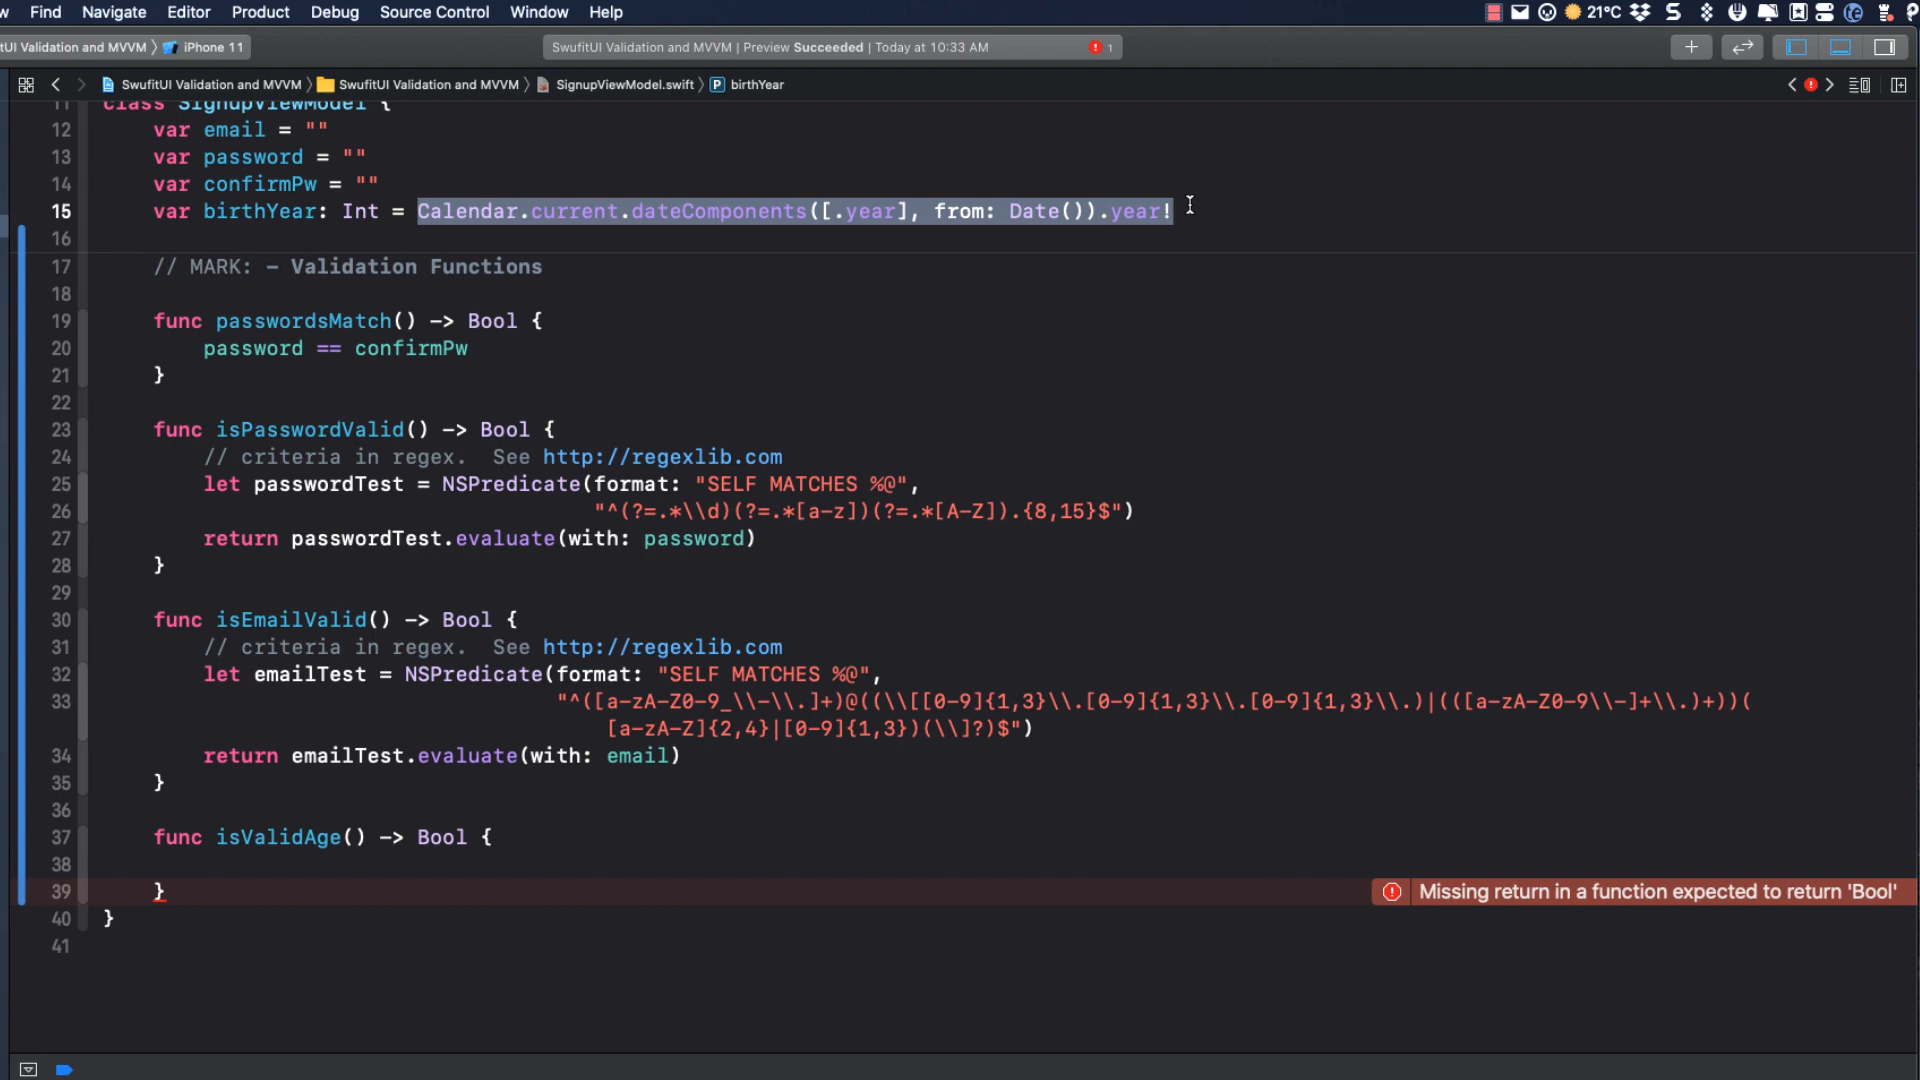 Find Navigate Editor Product Debug Source Control Window Help 21°C
tUI Validation and MVVM 〉 iPhone 11 SwufitUI Validation and MVVM | Preview Succeeded | Today at 10:33 AM 1
SwufitUI Validation and MVVM 〉 SwufitUI Validation and MVVM 〉 SignupViewModel.swift 〉 P birthYear
11 class SignupViewModel {
12 var email = ""
13 var password = ""
14 var confirmPw = ""
15 var birthYear: Int = Calendar.current.dateComponents([.year], from: Date()).year!
16
17 // MARK: - Validation Functions
18
19 func passwordsMatch() -> Bool {
20 password == confirmPw
21 }
22
23 func isPasswordValid() -> Bool {
24 // criteria in regex.  See http://regexlib.com
25 let passwordTest = NSPredicate(format: "SELF MATCHES %@",
26 "^(?=.*\\d)(?=.*[a-z])(?=.*[A-Z]).{8,15}$")
27 return passwordTest.evaluate(with: password)
28 }
29
30 func isEmailValid() -> Bool {
31 // criteria in regex.  See http://regexlib.com
32 let emailTest = NSPredicate(format: "SELF MATCHES %@",
33 "^([a-zA-Z0-9_\\-\\.]+)@((\\[[0-9]{1,3}\\.[0-9]{1,3}\\.[0-9]{1,3}\\.)|(([a-zA-Z0-9\\-]+\\.)+))(
[a-zA-Z]{2,4}|[0-9]{1,3})(\\]?)$")
34 return emailTest.evaluate(with: email)
35 }
36
37 func isValidAge() -> Bool {
38
39 } Missing return in a function expected to return 'Bool'
40 }
41